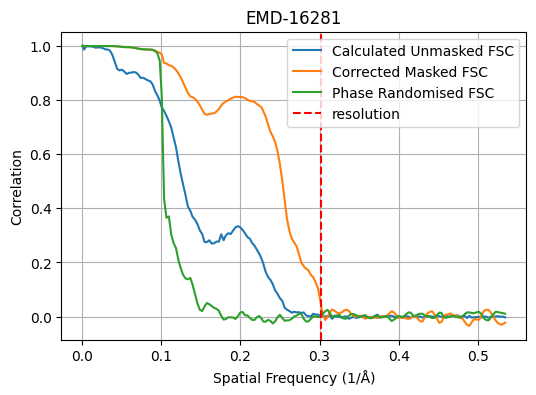 EMD-16281
Calculated Unmasked FSC
Corrected Masked FSC
Phase Randomised FSC
resolution
Correlation
1.0
0.8
0.6
0.4
0.2
0.0
0.0 0.1 0.2 0.3 0.4 0.5
Spatial Frequency (1/Å)